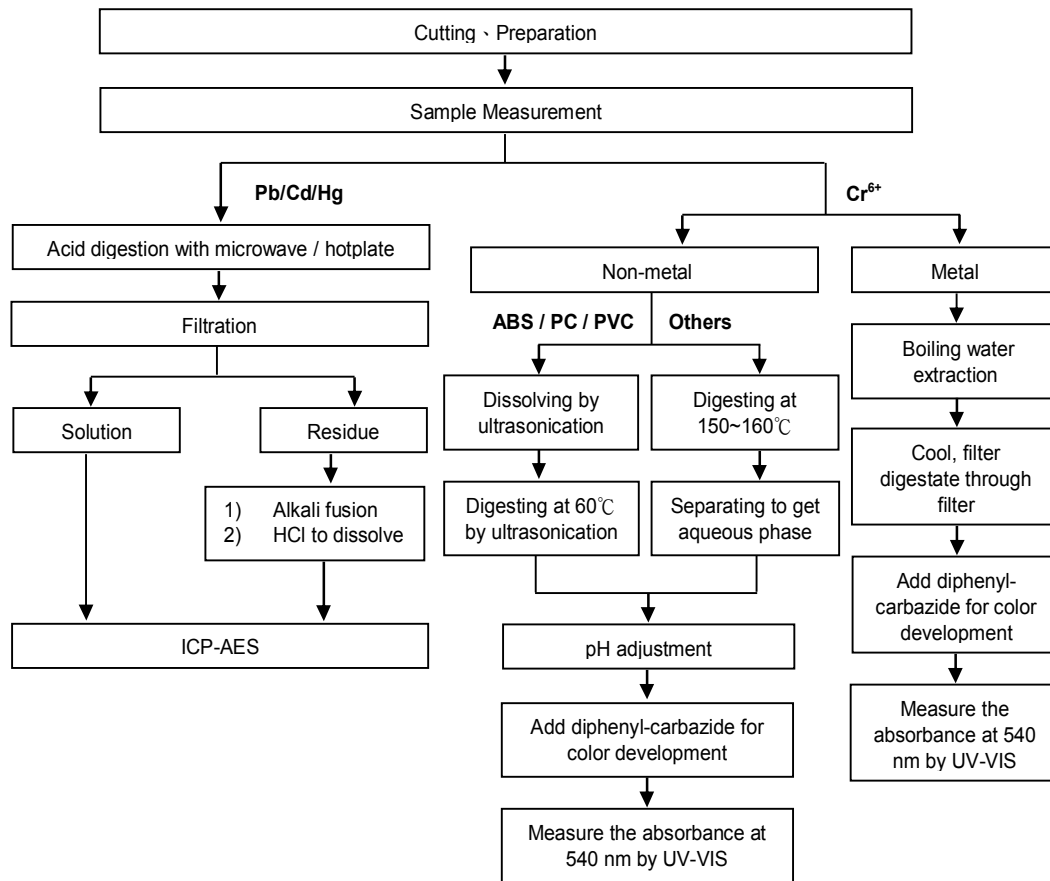 Cutting、Preparation
Sample Measurement
Pb/Cd/Hg
Cr⁶⁺
Acid digestion with microwave / hotplate
Filtration
Solution
Residue
1) Alkali fusion
2) HCl to dissolve
ICP-AES
Non-metal
ABS / PC / PVC
Others
Dissolving by
ultrasonication
Digesting at
150~160℃
Digesting at 60℃
by ultrasonication
Separating to get
aqueous phase
pH adjustment
Add diphenyl-carbazide for
color development
Measure the absorbance at
540 nm by UV-VIS
Metal
Boiling water
extraction
Cool, filter
digestate through
filter
Add diphenyl-
carbazide for color
development
Measure the
absorbance at 540
nm by UV-VIS